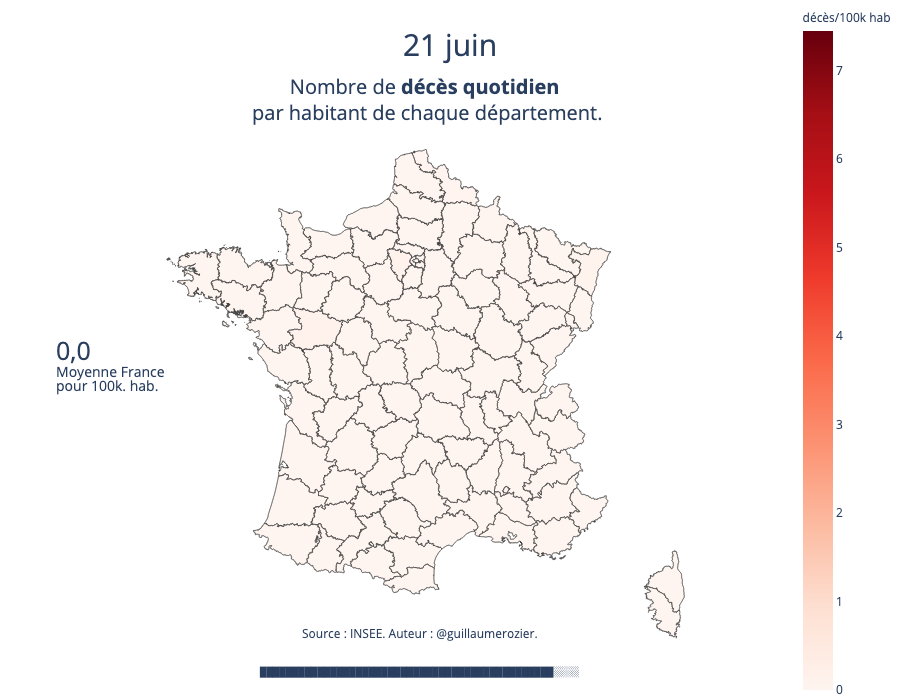 décès/100k hab
21 juin
Nombre de décès quotidien
par habitant de chaque département.
7
6
5
4
3
2
1
0
0,0
Moyenne France
pour 100k. hab.
Source : INSEE. Auteur : @guillaumerozier.